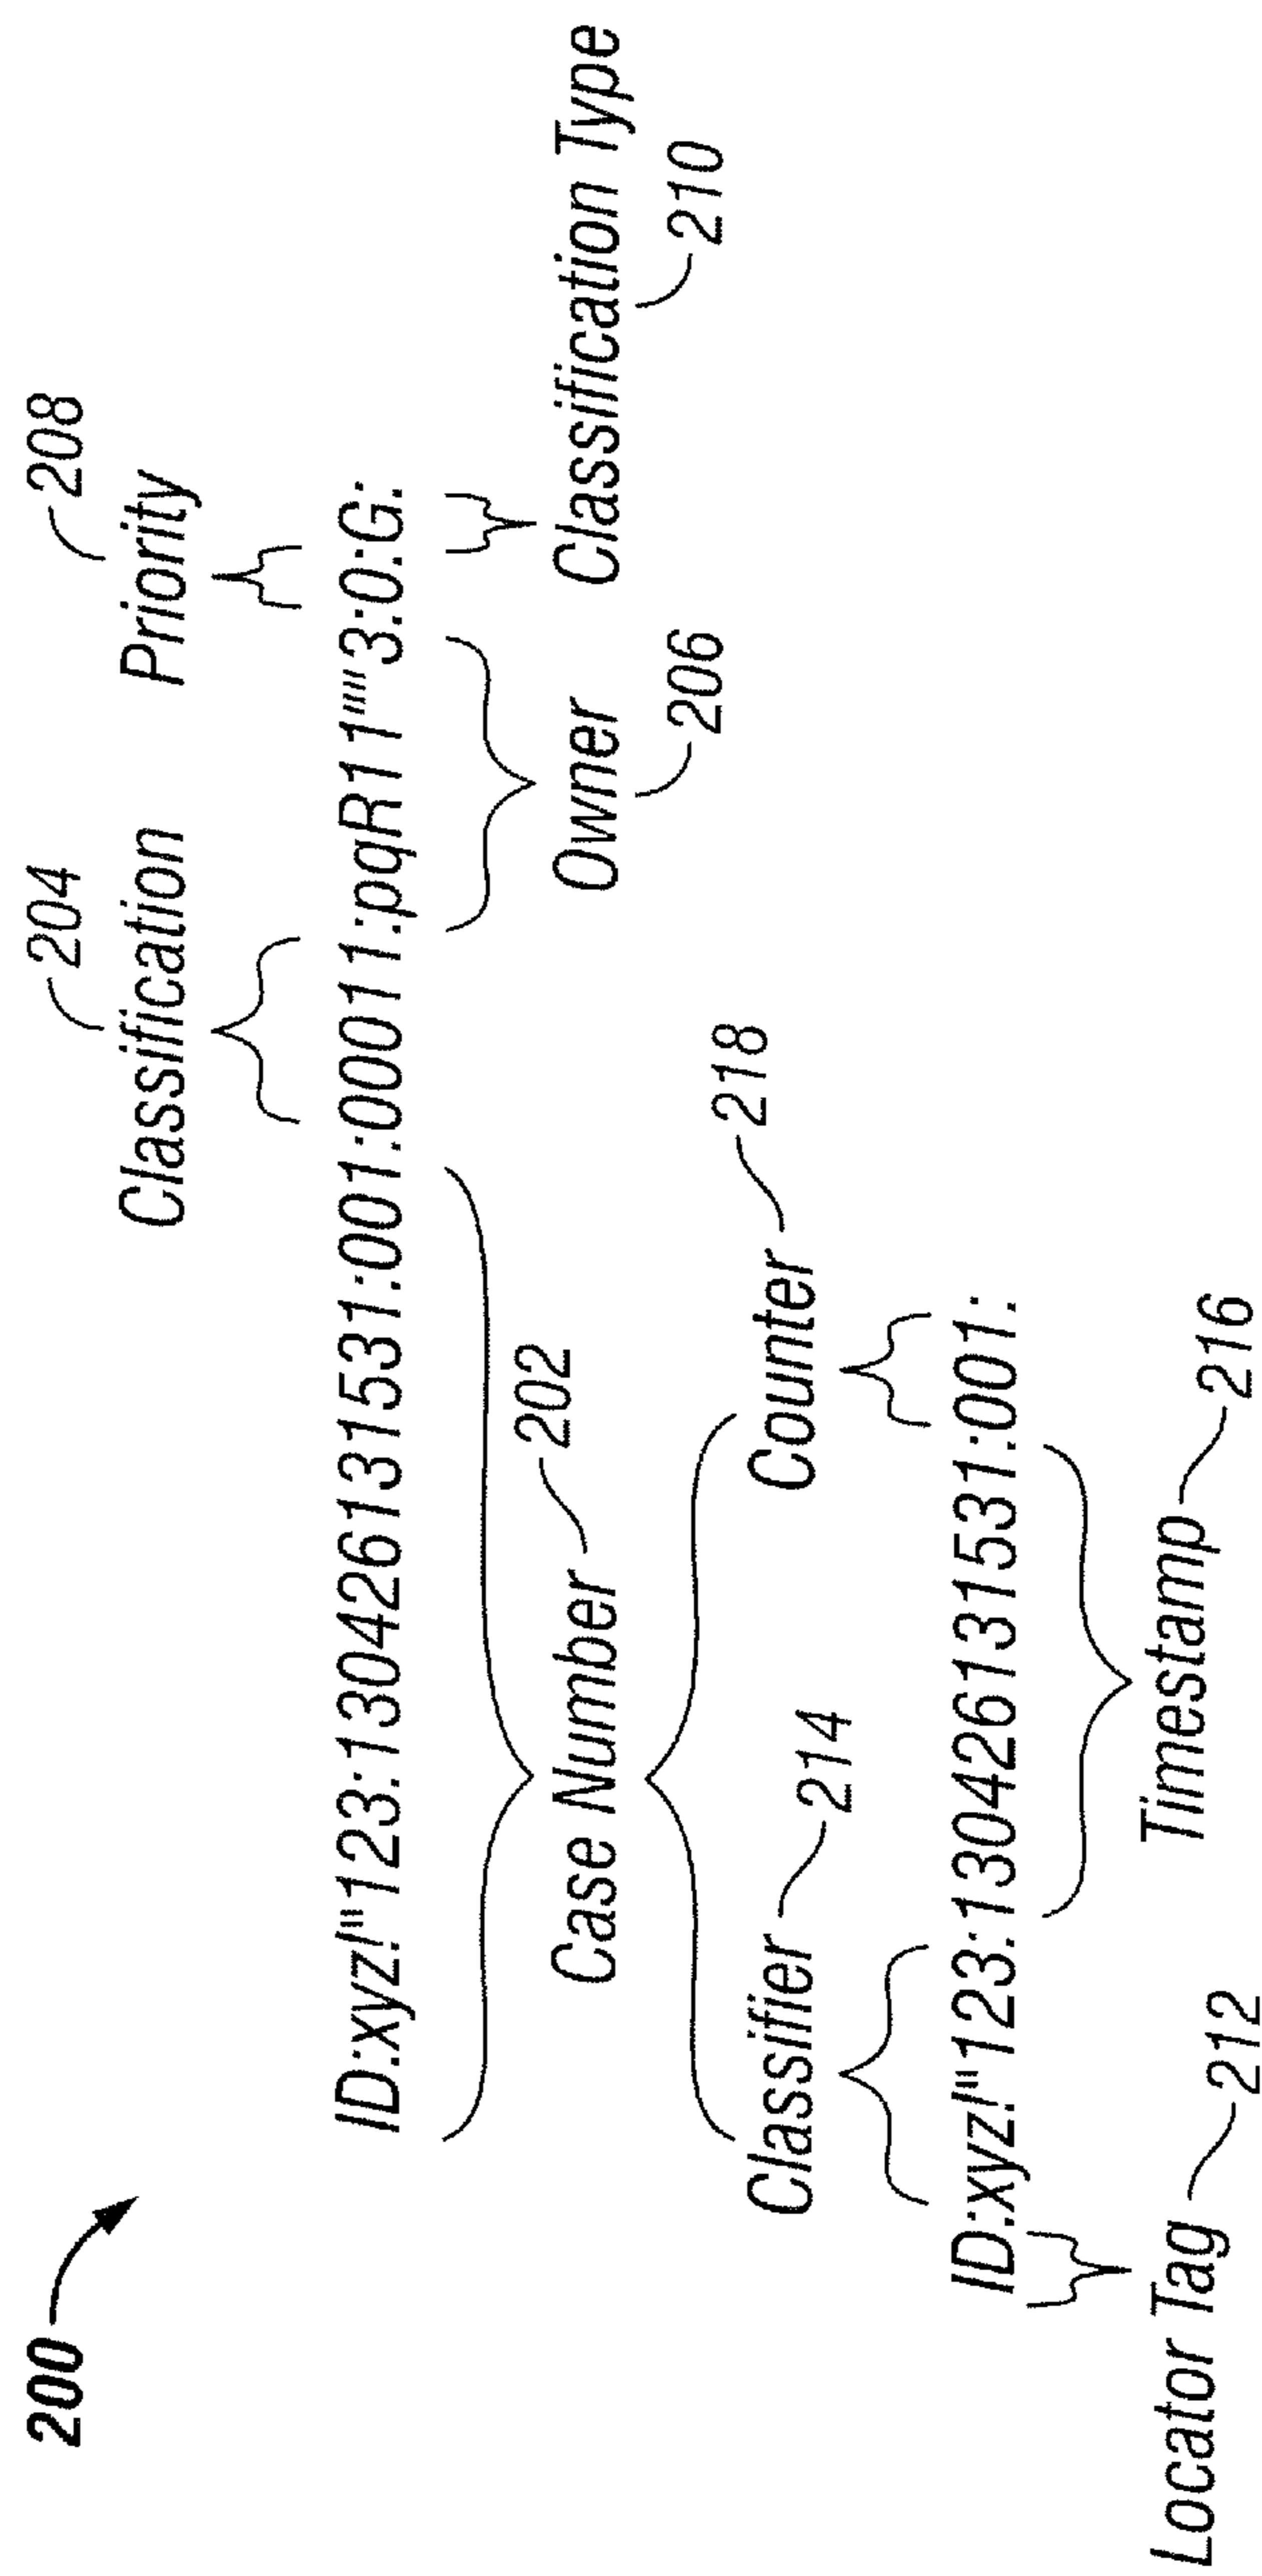 200 204 208
Classification Priority
ID:xyz!""123:130426131531:001:00011:pqR11""3:0:G:
Case Number 202 Owner Classification Type
206 210
Classifier 214 Counter 218
ID:xyz!""123:130426131531:001:
Locator Tag 212 Timestamp 216